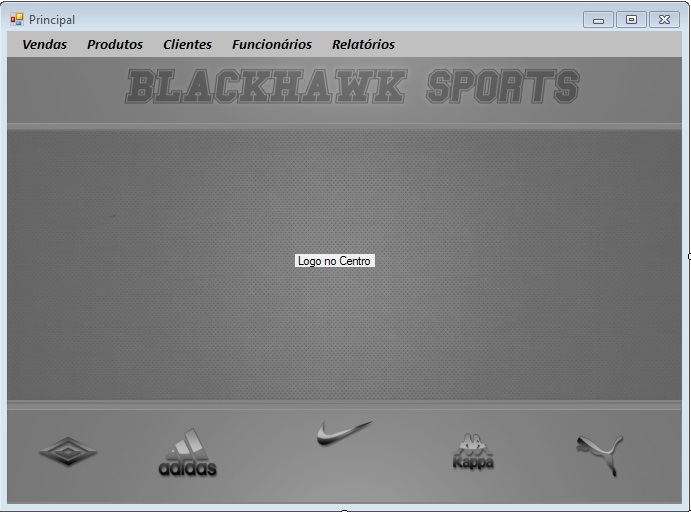 Principal
Vendas Produtos Clientes Funcionários Relatórios
BLACKHAWK SPORTS
Logo no Centro
adidas Kappa